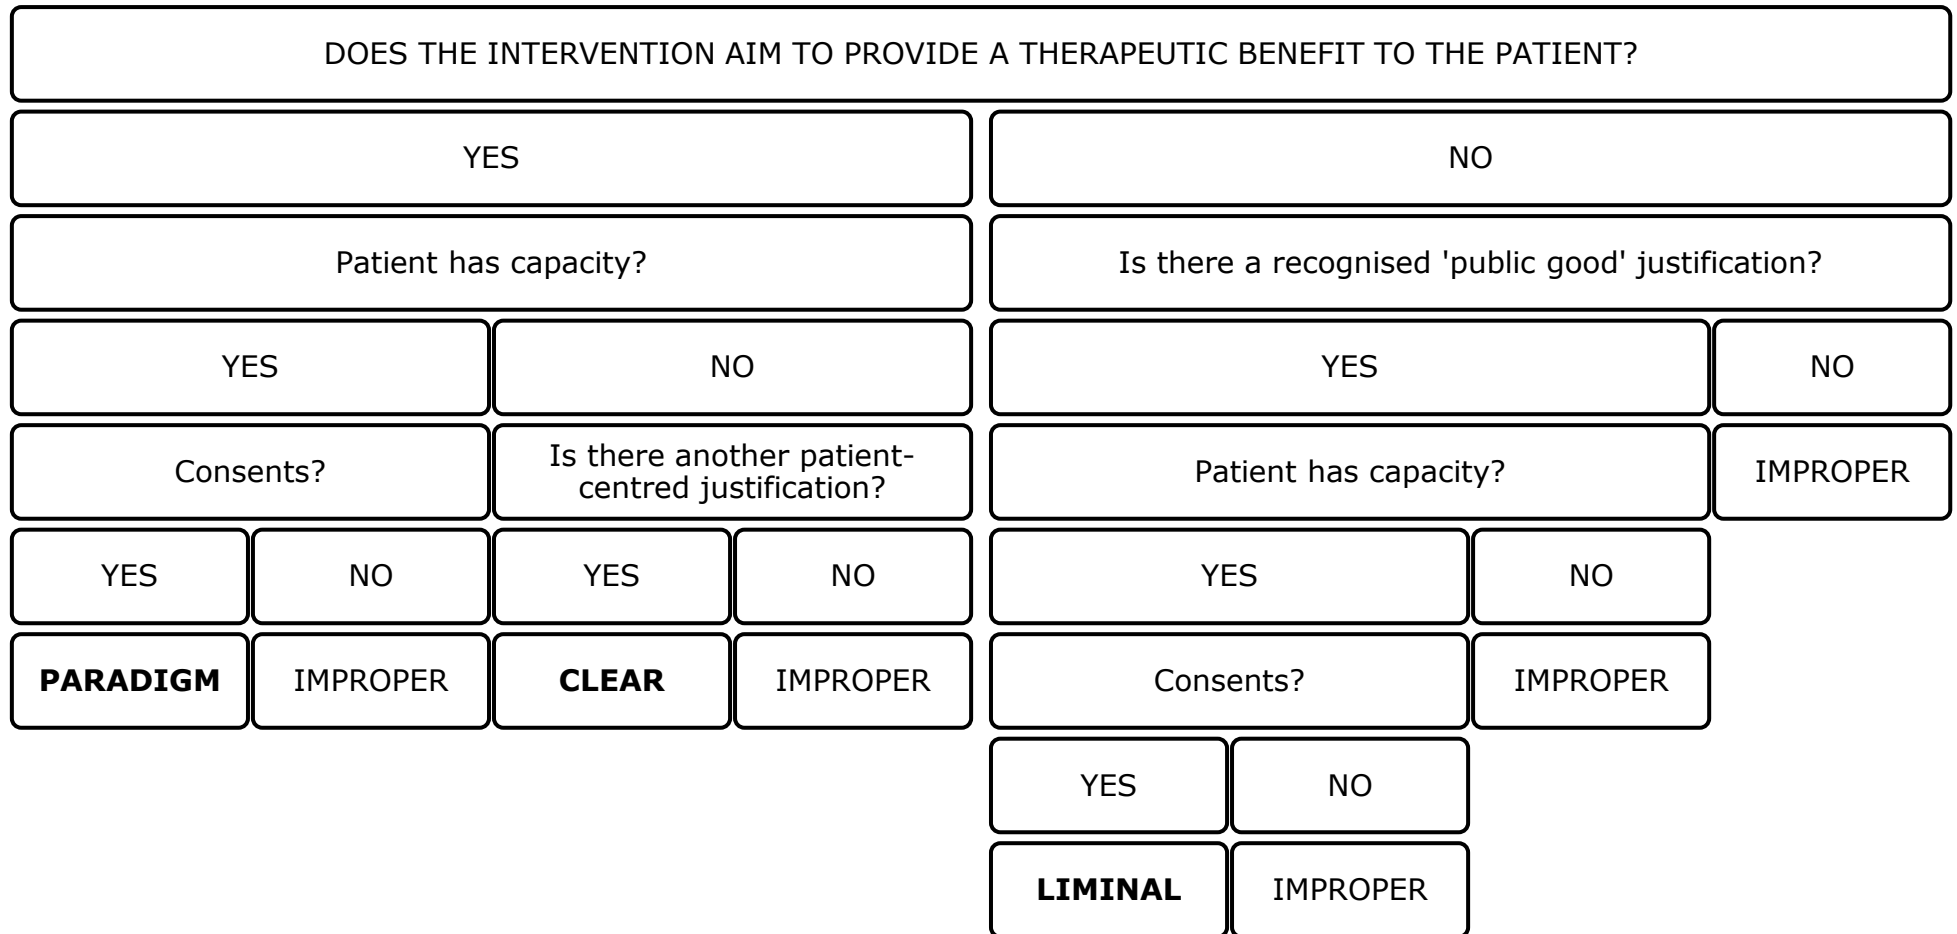 DOES THE INTERVENTION AIM TO PROVIDE A THERAPEUTIC BENEFIT TO THE PATIENT?
YES
NO
Patient has capacity?
Is there a recognised 'public good' justification?
YES
NO
YES
NO
Consents?
Is there another patient-
centred justification?
Patient has capacity?
IMPROPER
YES
NO
YES
NO
YES
NO
PARADIGM
IMPROPER
CLEAR
IMPROPER
Consents?
IMPROPER
YES
NO
LIMINAL
IMPROPER